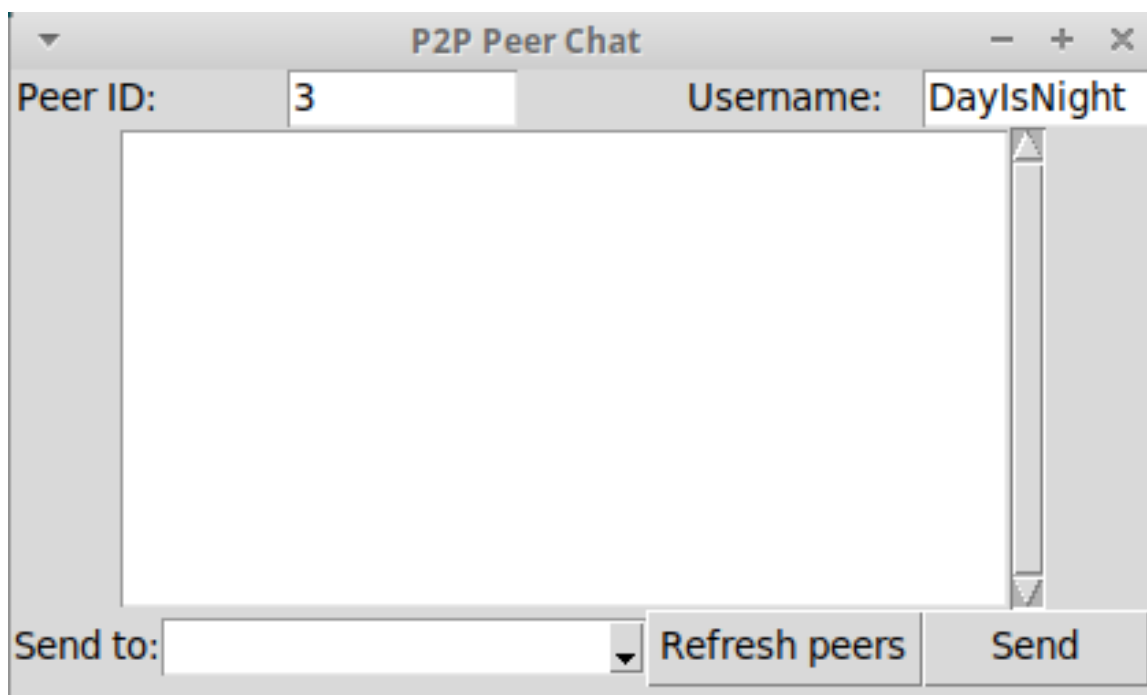 P2P Peer Chat
Peer ID: 3 Username: DayIsNight
Send to: Refresh peers Send